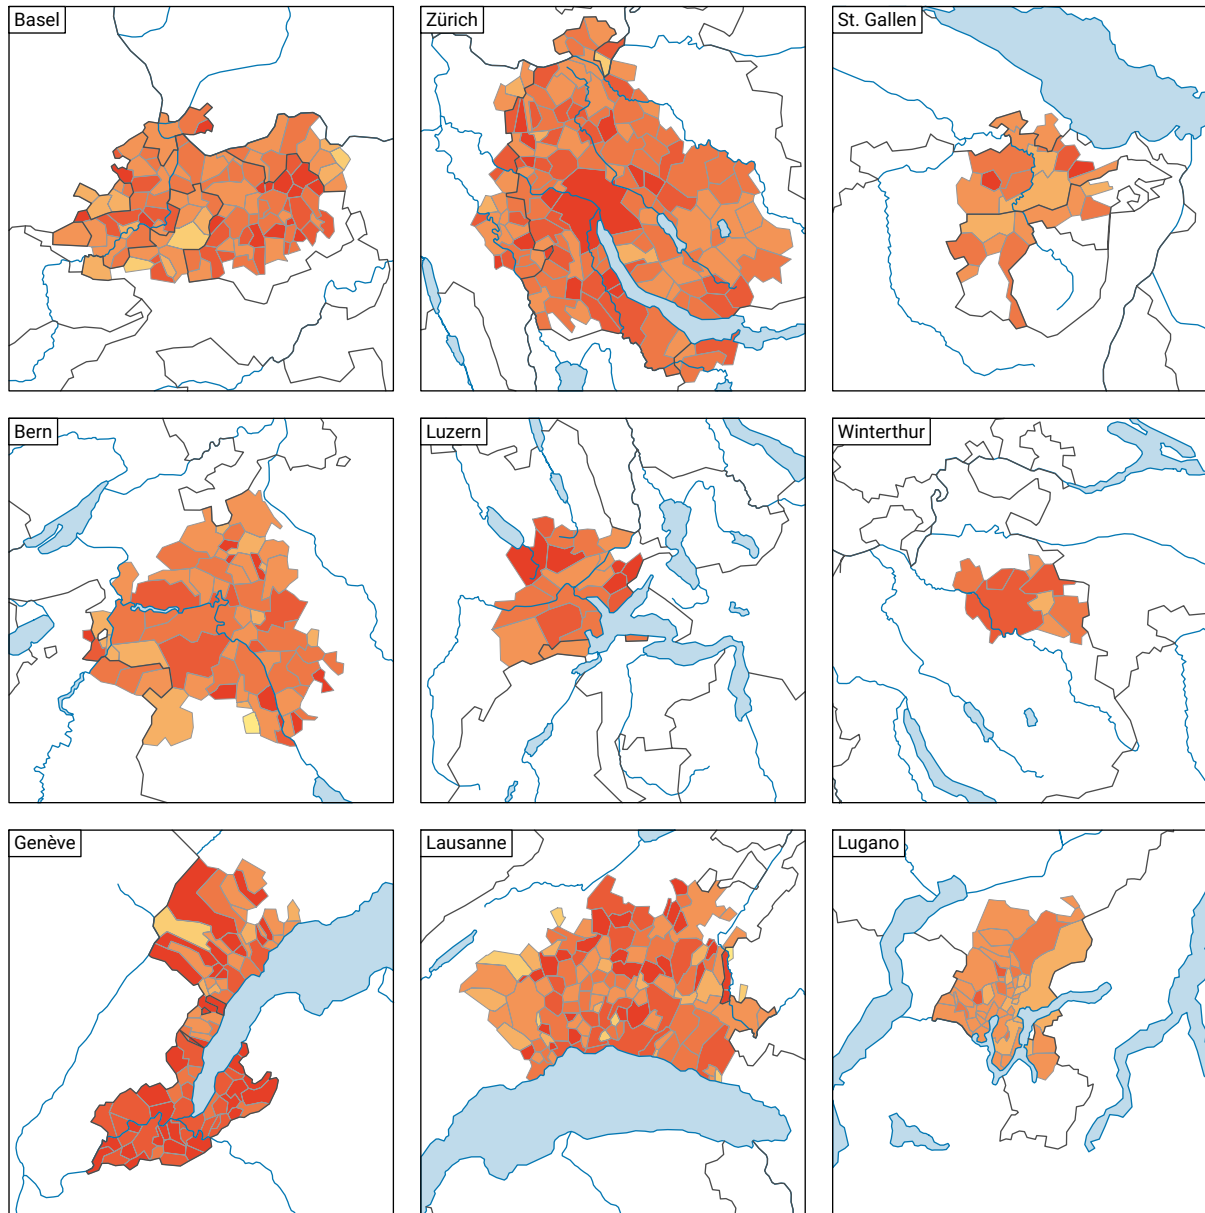 Basel
Zürich
St. Gallen
Bern
Luzern
Winterthur
Genève
Lausanne
Lugano